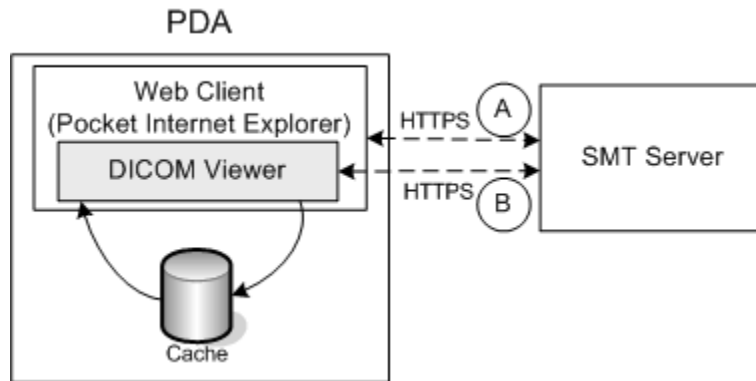 PDA
Web Client
(Pocket Internet Explorer)
DICOM Viewer
Cache
HTTPS
A
HTTPS
B
SMT Server